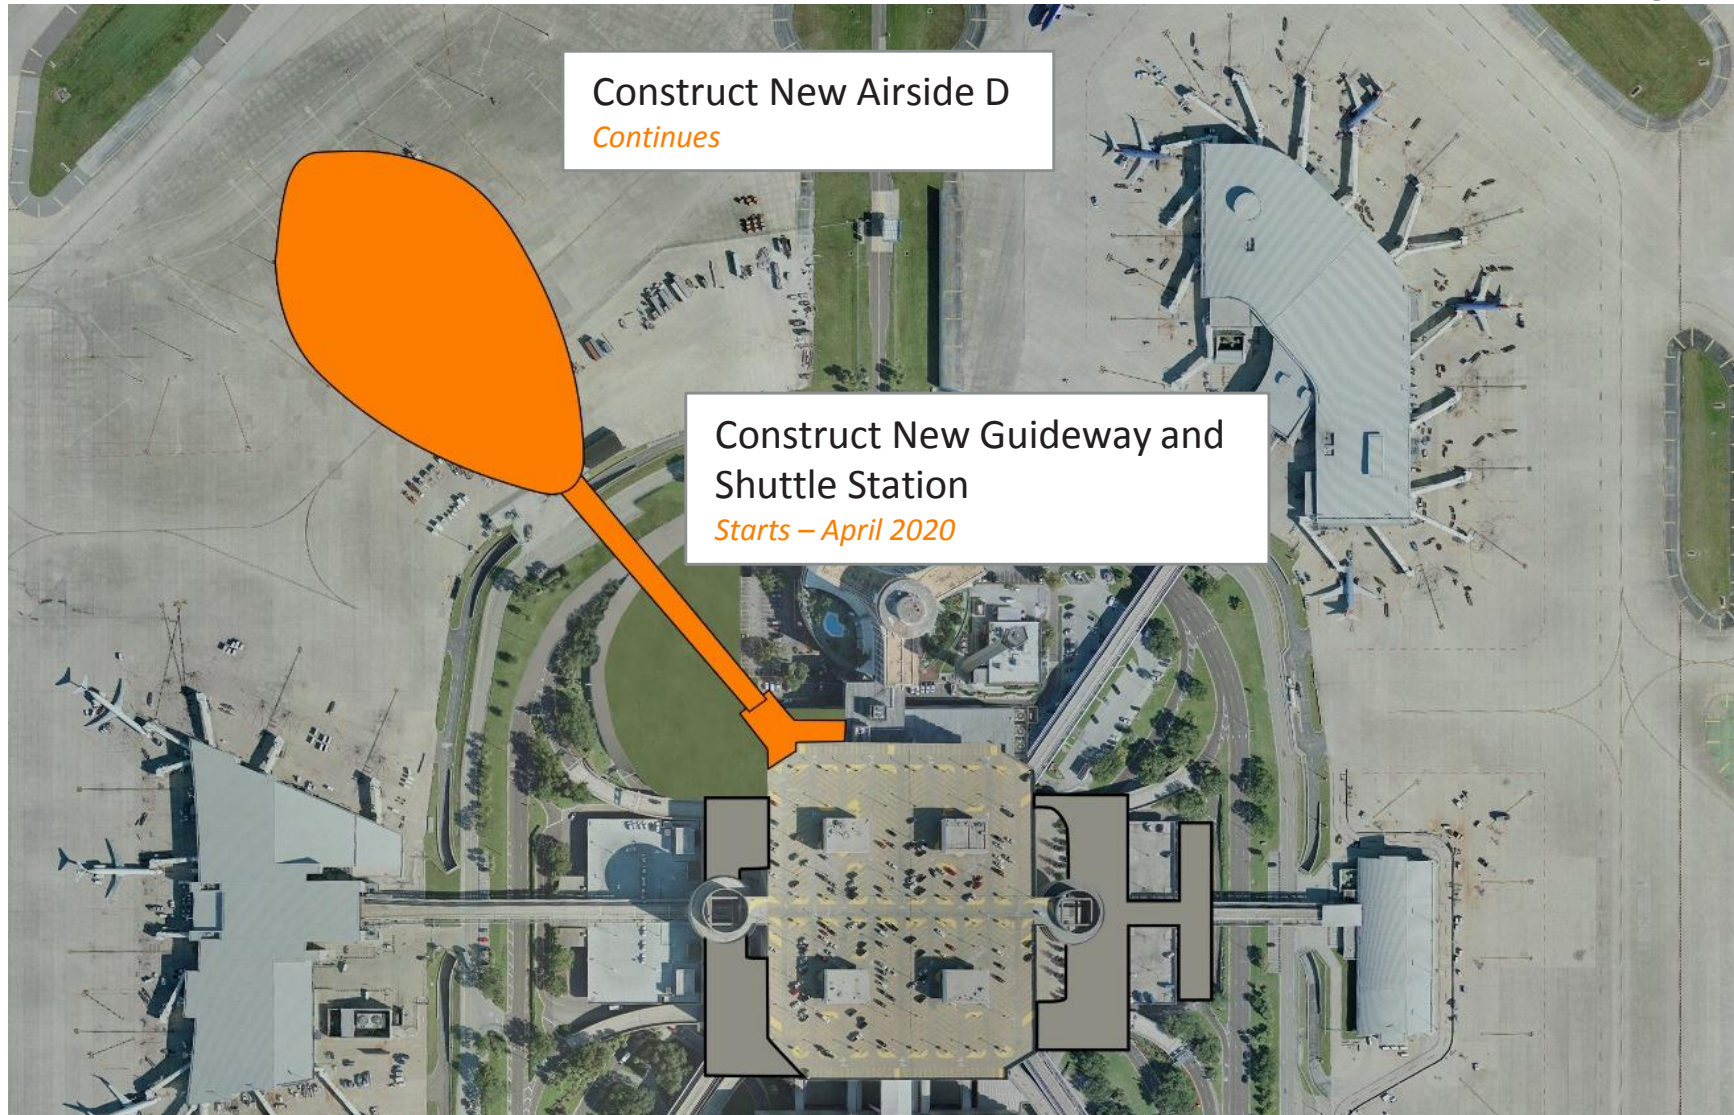 Construct New Airside D
Continues
Construct New Guideway and
Shuttle Station
Starts – April 2020